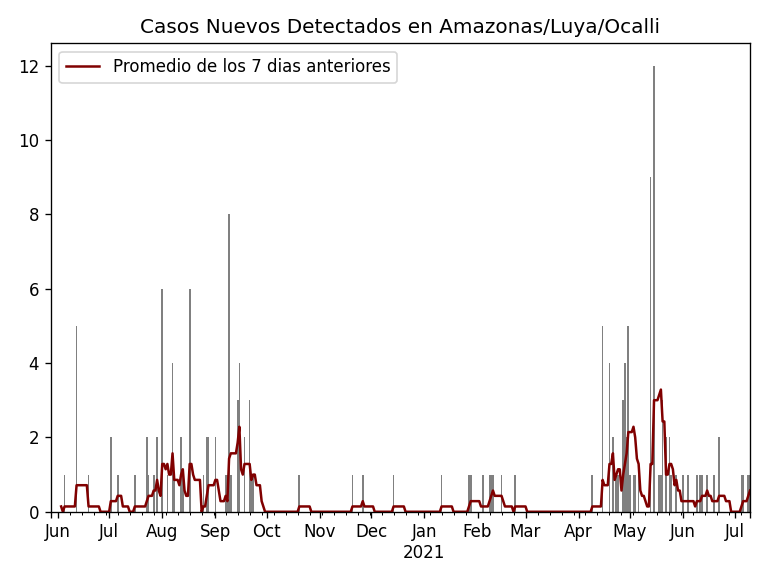 Casos Nuevos Detectados en Amazonas/Luya/Ocalli
Promedio de los 7 dias anteriores
12
10
8
6
4
2
0
Jun Jul Aug Sep Oct Nov Dec Jan Feb Mar Apr May Jun Jul
2021